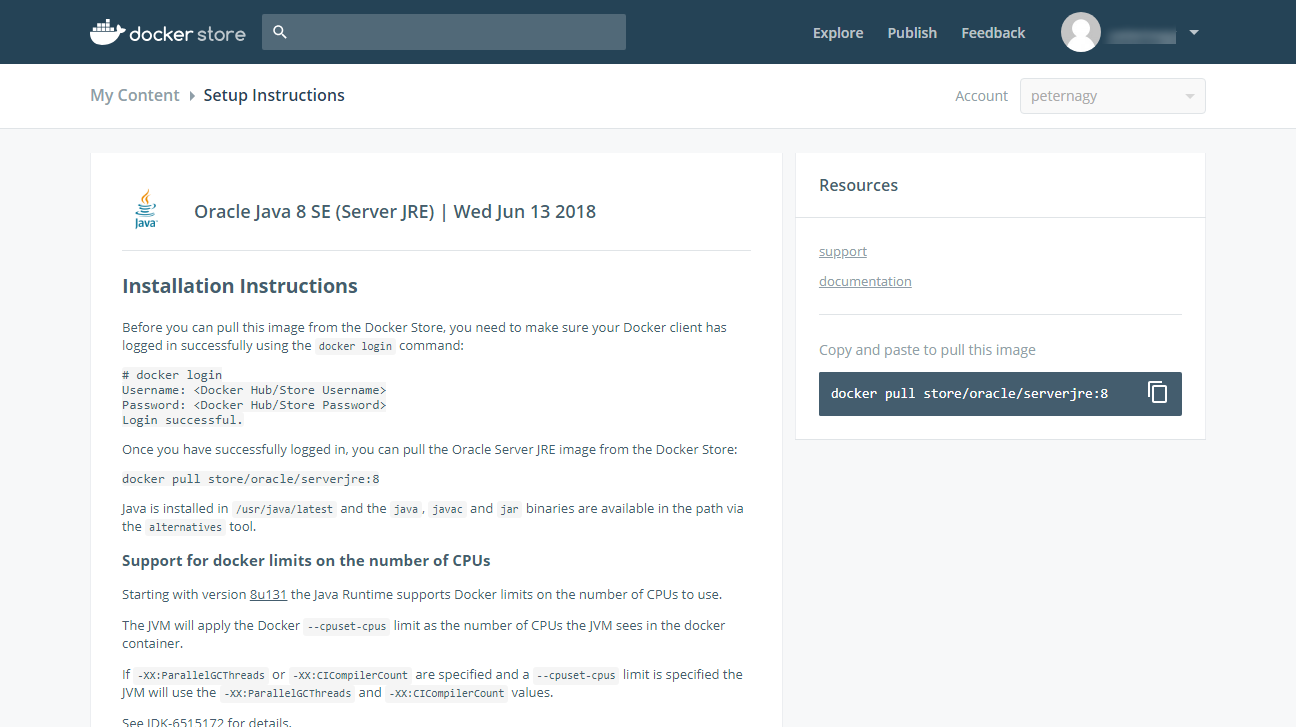 docker store
Explore Publish Feedback
My Content Setup Instructions
Account peternagy
Java
Oracle Java 8 SE (Server JRE) | Wed Jun 13 2018
Installation Instructions
Before you can pull this image from the Docker Store, you need to make sure your Docker client has
logged in successfully using the docker login command:
# docker login
Username: <Docker Hub/Store Username>
Password: <Docker Hub/Store Password>
Login successful.
Once you have successfully logged in, you can pull the Oracle Server JRE image from the Docker Store:
docker pull store/oracle/serverjre:8
Java is installed in /usr/java/latest and the java, javac and jar binaries are available in the path via
the alternatives tool.
Support for docker limits on the number of CPUs
Starting with version 8u131 the Java Runtime supports Docker limits on the number of CPUs to use.
The JVM will apply the Docker --cpuset-cpus limit as the number of CPUs the JVM sees in the docker
container.
If -XX:ParallelGCThreads or -XX:CICompilerCount are specified and a --cpuset-cpus limit is specified the
JVM will use the -XX:ParallelGCThreads and -XX:CICompilerCount values.
See JDK-6515172 for details.
Resources
support
documentation
Copy and paste to pull this image
docker pull store/oracle/serverjre:8